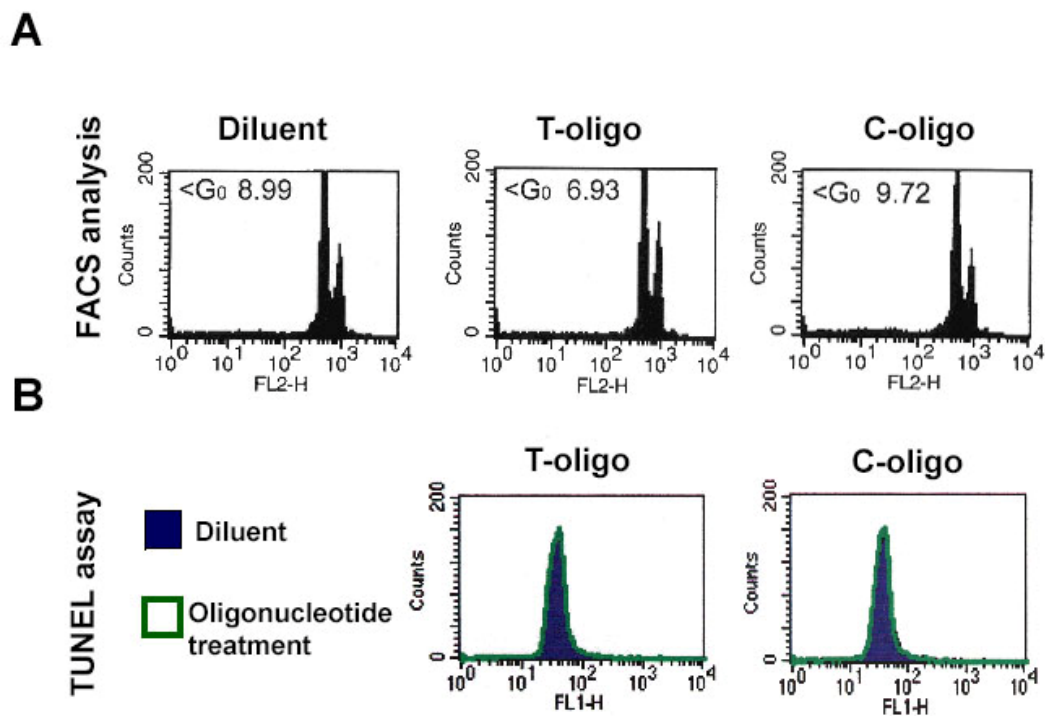 A
FACS analysis
Diluent
T-oligo
C-oligo
200
<G0 8.99
Counts
0
10^0 10^1 10^2 10^3 10^4
FL2-H
200
<G0 6.93
Counts
0
10^0 10^1 10^2 10^3 10^4
FL2-H
200
<G0 9.72
Counts
0
10^0 10^1 10^2 10^3 10^4
FL2-H
B
TUNEL assay
Diluent
Oligonucleotide
treatment
T-oligo
200
Counts
0
10^0 10^1 10^2 10^3 10^4
FL1-H
C-oligo
200
Counts
0
10^0 10^1 10^2 10^3 10^4
FL1-H